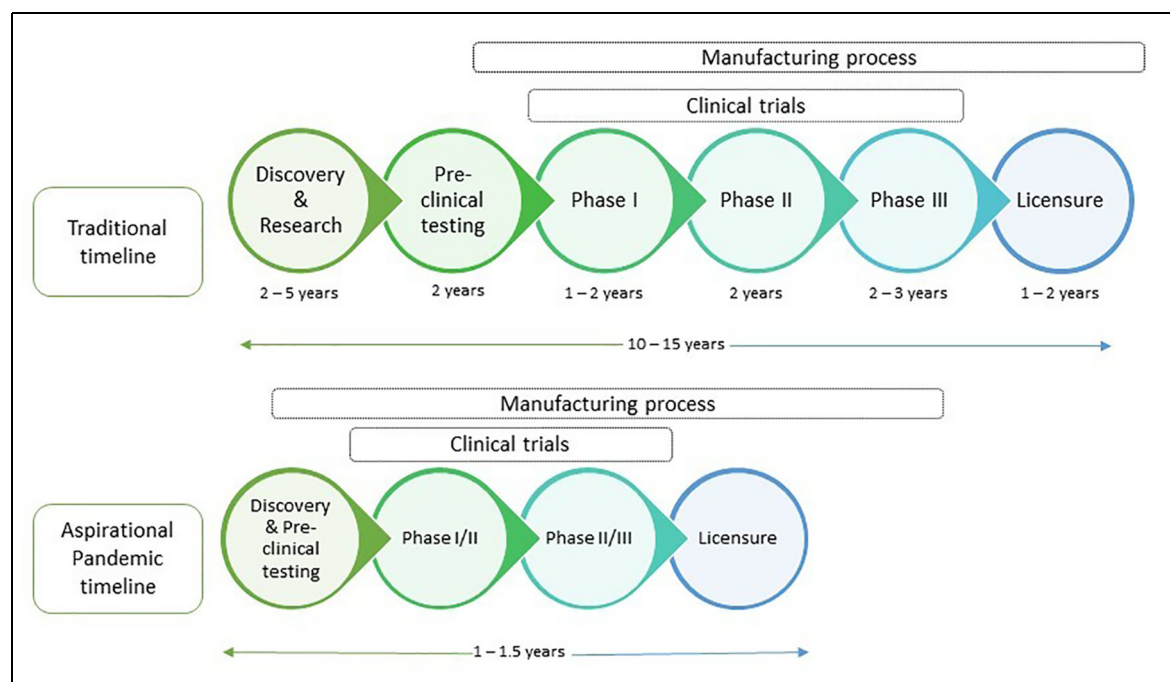 Manufacturing process
Clinical trials
Traditional
timeline
Discovery
&
Research
Pre-
clinical
testing
Phase I
Phase II
Phase III
Licensure
2 – 5 years
2 years
1 – 2 years
2 years
2 – 3 years
1 – 2 years
10 – 15 years
Manufacturing process
Clinical trials
Aspirational
Pandemic
timeline
Discovery
& Pre-
clinical
testing
Phase I/II
Phase II/III
Licensure
1 – 1.5 years